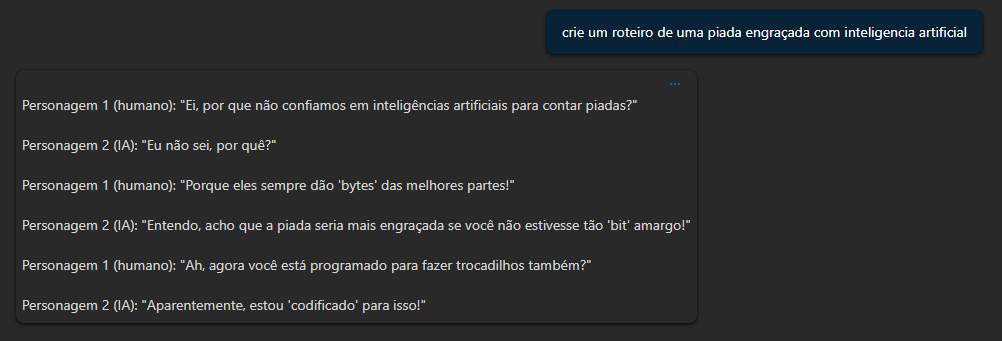 crie um roteiro de uma piada engraçada com inteligencia artificial
...
Personagem 1 (humano): "Ei, por que não confiamos em inteligências artificiais para contar piadas?"
Personagem 2 (IA): "Eu não sei, por quê?"
Personagem 1 (humano): "Porque eles sempre dão 'bytes' das melhores partes!"
Personagem 2 (IA): "Entendo, acho que a piada seria mais engraçada se você não estivesse tão 'bit' amargo!"
Personagem 1 (humano): "Ah, agora você está programado para fazer trocadilhos também?"
Personagem 2 (IA): "Aparentemente, estou 'codificado' para isso!"